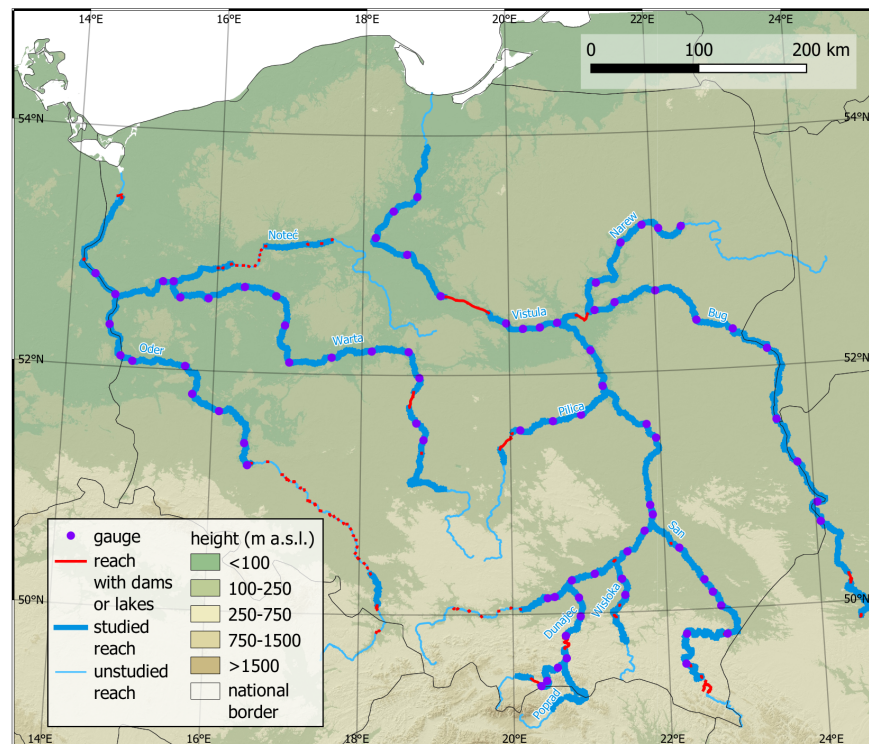 14°E 16°E 18°E 20°E 22°E 24°E
0 100 200 km
54°N 54°N
Noteć
Narew
Vistula
Bug
Oder
Warta
52°N 52°N
Pilica
San
gauge
reach
with dams
or lakes
studied
reach
unstudied
reach
height (m a.s.l.)
<100
100-250
250-750
750-1500
>1500
national
border
50°N 50°N
Dunajec
Wisłoka
Poprad
14°E 16°E 18°E 20°E 22°E 24°E